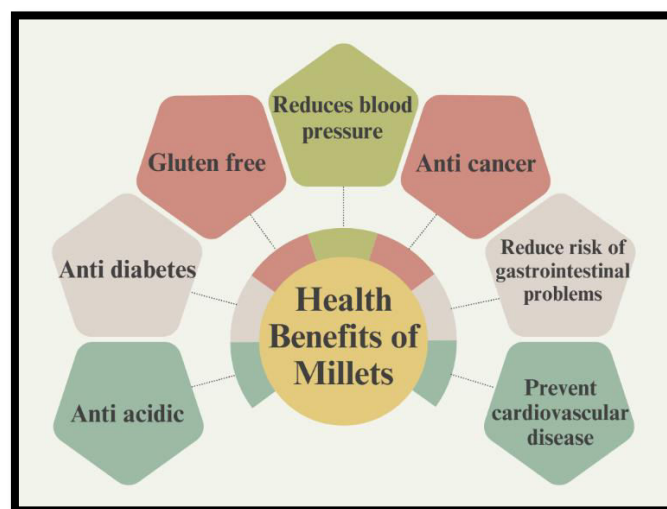 Reduces blood
pressure
Gluten free
Anti cancer
Anti diabetes
Reduce risk of
gastrointestinal
problems
Health
Benefits of
Millets
Anti acidic
Prevent
cardiovascular
disease